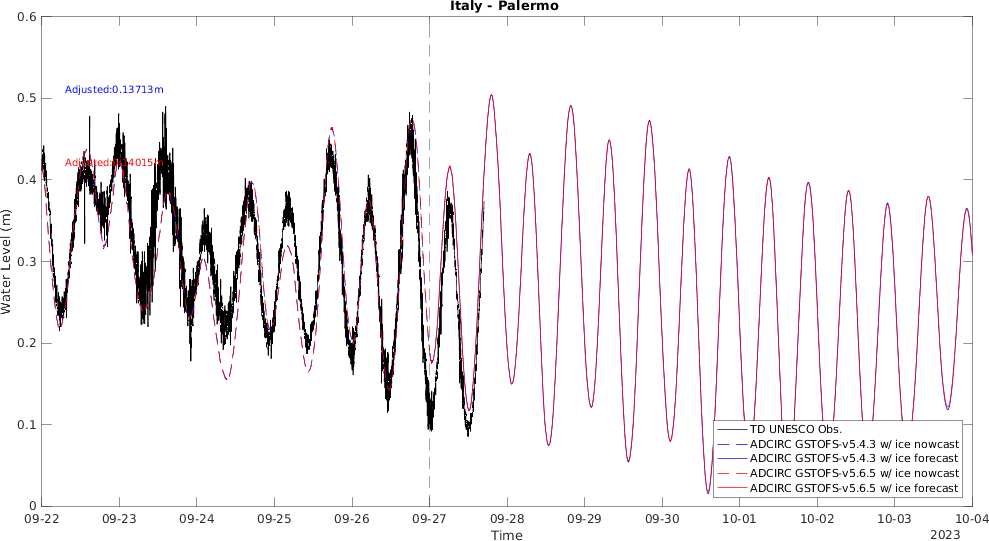 Italy - Palermo
0.6
Adjusted:0.13713m
0.5
0.4
0.3
0.2
0.1
0
Water Level (m)
TD UNESCO Obs.
ADCIRC GSTOFS-v5.4.3 w/ ice nowcast
ADCIRC GSTOFS-v5.4.3 w/ ice forecast
ADCIRC GSTOFS-v5.6.5 w/ ice nowcast
ADCIRC GSTOFS-v5.6.5 w/ ice forecast
09-22 09-23 09-24 09-25 09-26 09-27 09-28 09-29 09-30 10-01 10-02 10-03 10-04
Time
2023